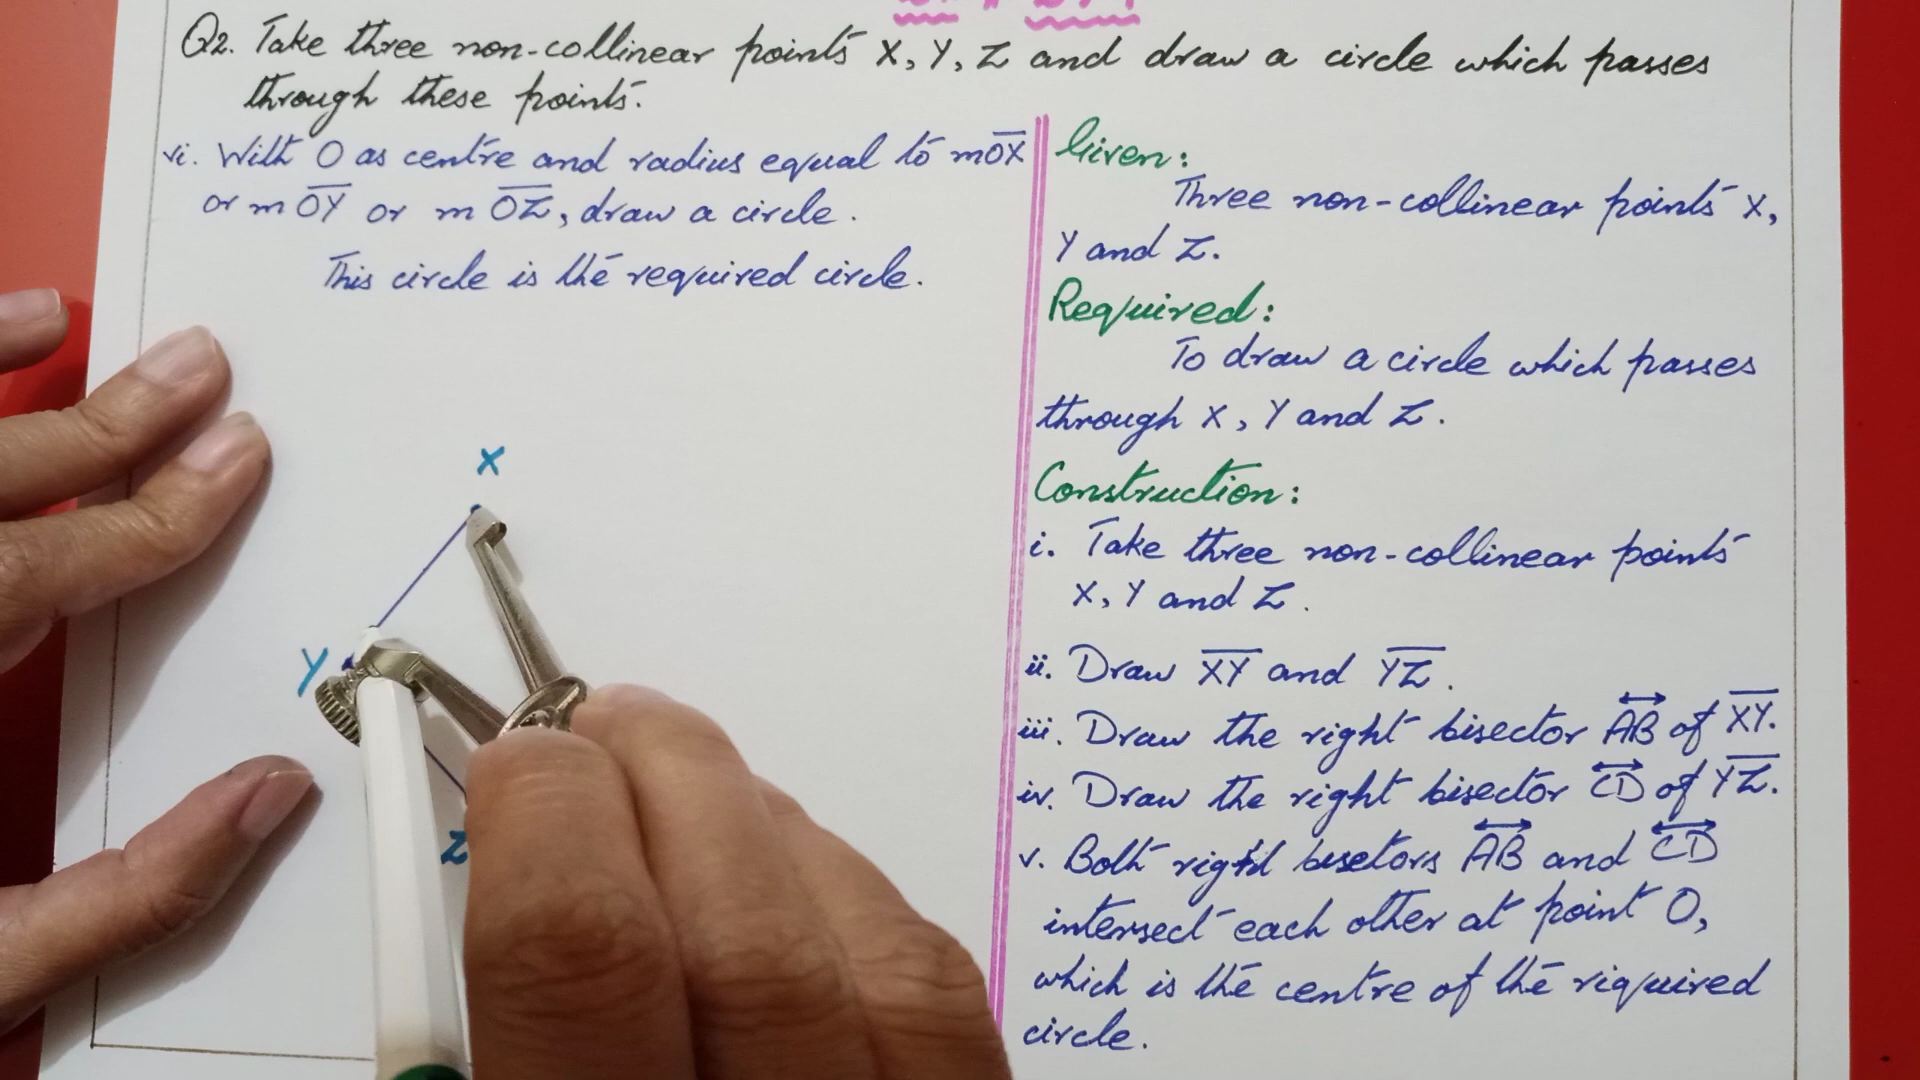 Q2. Take three non-collinear points X, Y, Z and draw a circle which passes
through these points.
vi. With O as centre and radius equal to mOX
or mOY or mOZ, draw a circle.
This circle is the required circle.
X
Y
Z
Given:
Three non-collinear points X,
Y and Z.
Required:
To draw a circle which passes
through X, Y and Z.
Construction:
i. Take three non-collinear points
X, Y and Z.
ii. Draw XY and YZ.
iii. Draw the right bisector AB of XY.
iv. Draw the right bisector CD of YZ.
v. Both right bisetors AB and CD
intersect each other at point O,
which is the centre of the riquired
circle.